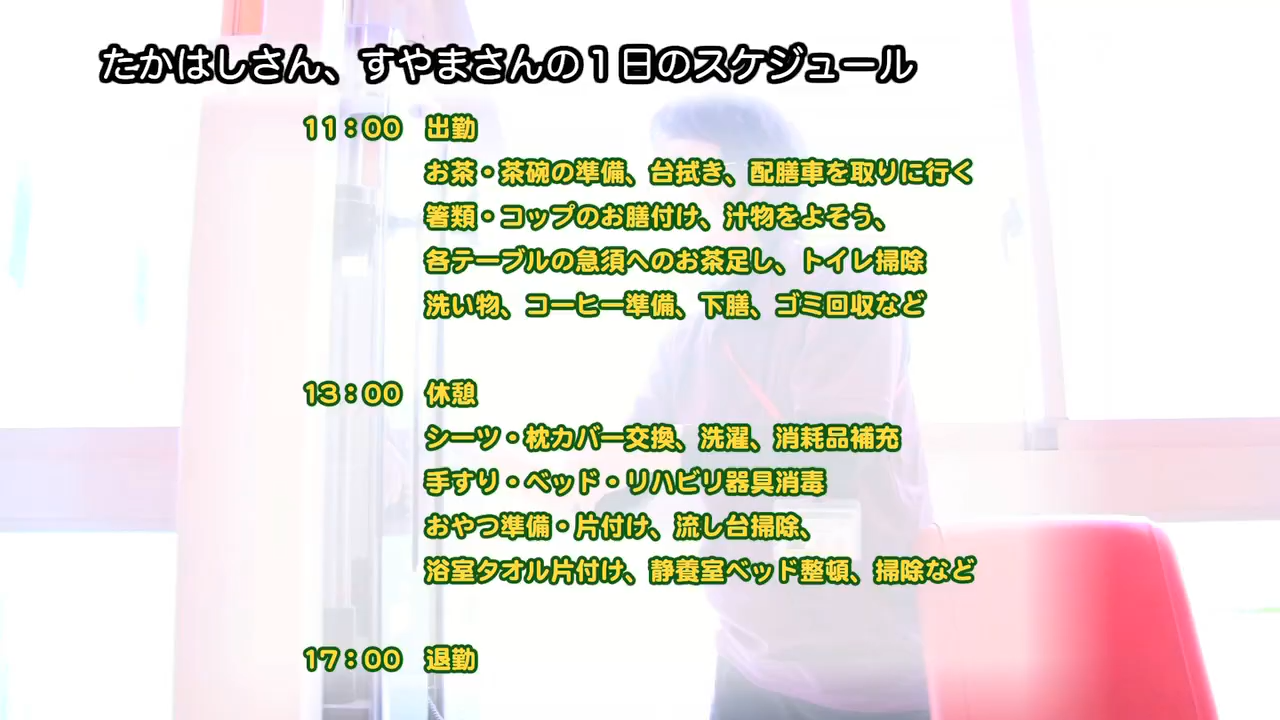 たかはしさん、すやまさんの１日のスケジュール
11：00　出勤
お茶・茶碗の準備、台拭き、配膳車を取りに行く
箸類・コップのお膳付け、汁物をよそう、
各テーブルの急須へのお茶足し、トイレ掃除
洗い物、コーヒー準備、下膳、ゴミ回収など
13：00　休憩
シーツ・枕カバー交換、洗濯、消耗品補充
手すり・ベッド・リハビリ器具消毒
おやつ準備・片付け、流し台掃除、
浴室タオル片付け、静養室ベッド整頓、掃除など
17：00　退勤